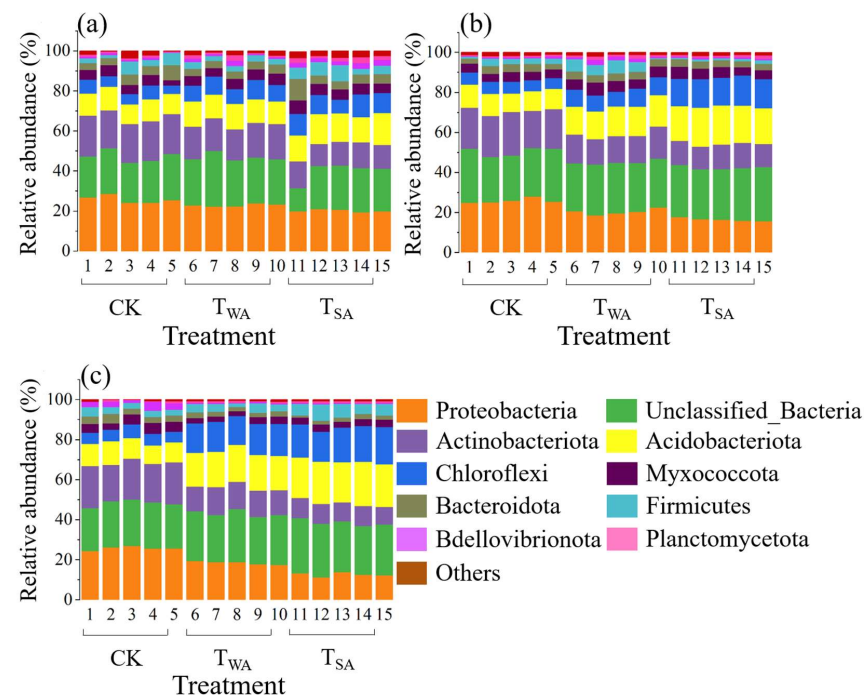 (a)
Relative abundance (%)
100
80
60
40
20
0
1 2 3 4 5 6 7 8 9 10 11 12 13 14 15
CK TWA TSA
Treatment
(b)
Relative abundance (%)
100
80
60
40
20
0
1 2 3 4 5 6 7 8 9 10 11 12 13 14 15
CK TWA TSA
Treatment
(c)
Relative abundance (%)
100
80
60
40
20
0
1 2 3 4 5 6 7 8 9 10 11 12 13 14 15
CK TWA TSA
Treatment
Proteobacteria Unclassified_Bacteria
Actinobacteriota Acidobacteriota
Chloroflexi Myxococcota
Bacteroidota Firmicutes
Bdellovibrionota Planctomycetota
Others